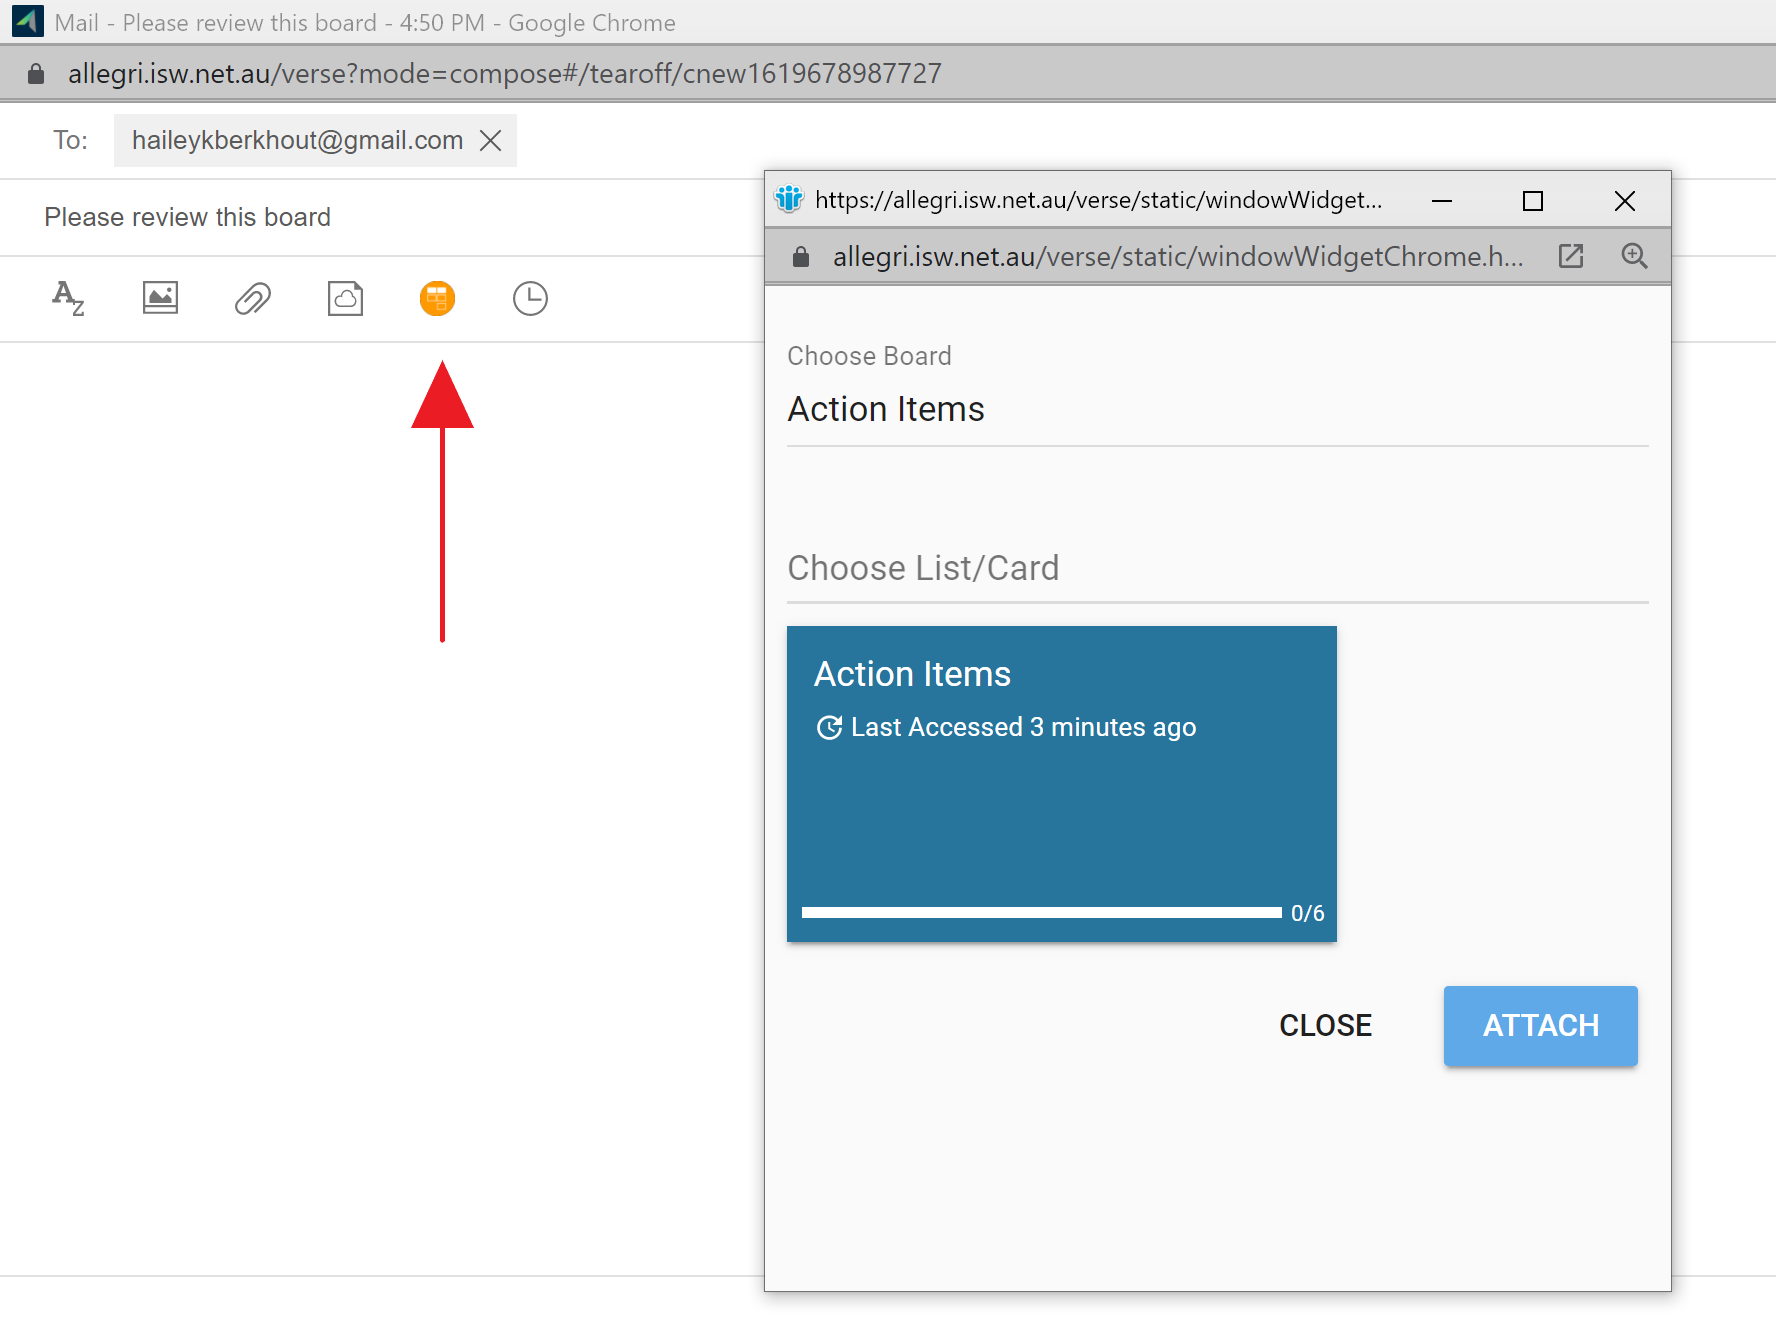 Mail - Please review this board - 4:50 PM - Google Chrome
allegri.isw.net.au/verse?mode=compose#/tearoff/cnew1619678987727
To: haileykberkhout@gmail.com
Please review this board
https://allegri.isw.net.au/verse/static/windowWidget...
allegri.isw.net.au/verse/static/windowWidgetChrome.h...
Choose Board
Action Items
Choose List/Card
Action Items
Last Accessed 3 minutes ago
0/6
CLOSE ATTACH